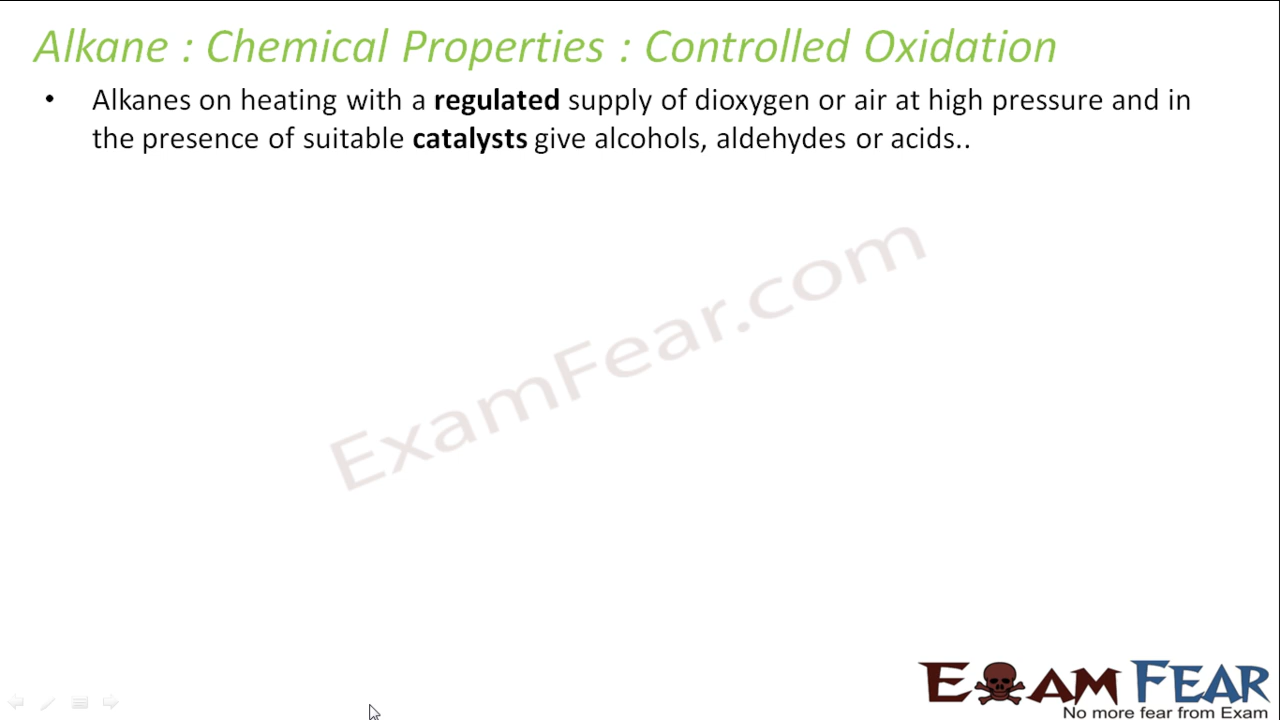 Alkane : Chemical Properties : Controlled Oxidation
• Alkanes on heating with a regulated supply of dioxygen or air at high pressure and in
the presence of suitable catalysts give alcohols, aldehydes or acids..
ExamFear.com
EXAM FEAR
No more fear from Exam